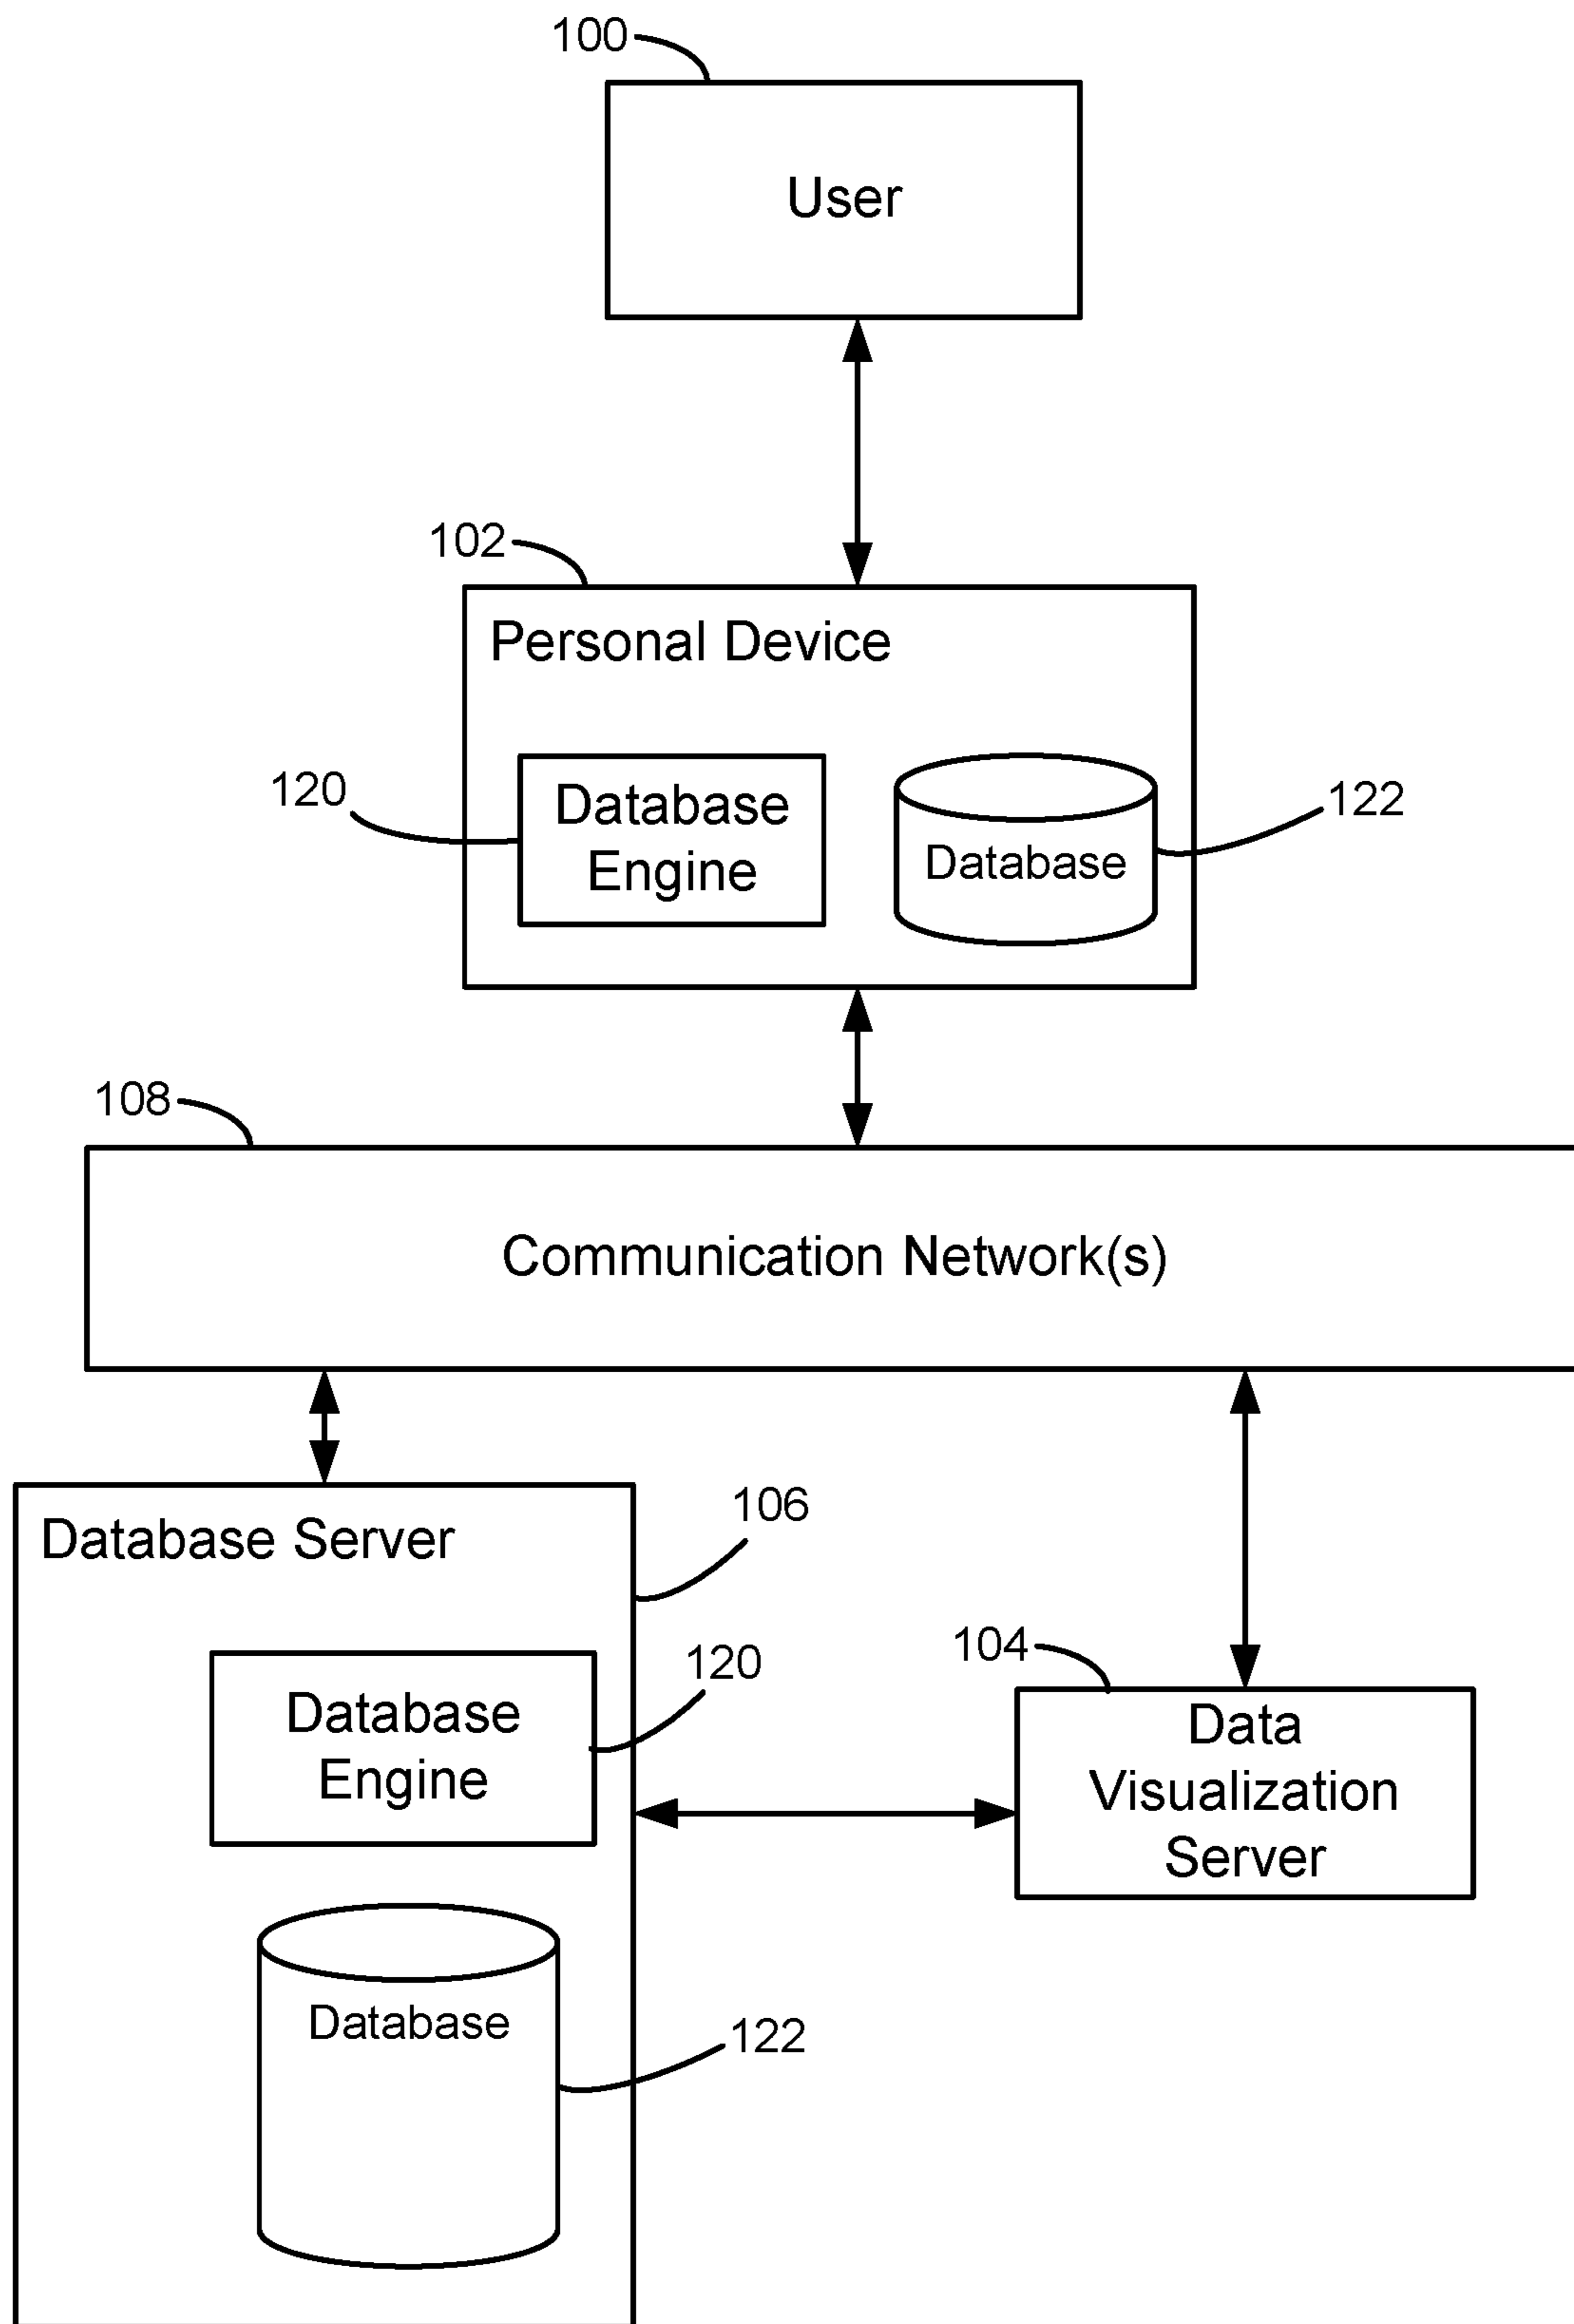 100
User
102
Personal Device
120
Database
Engine
Database
122
108
Communication Network(s)
Database Server
106
Database
Engine
120
104
Data
Visualization
Server
Database
122